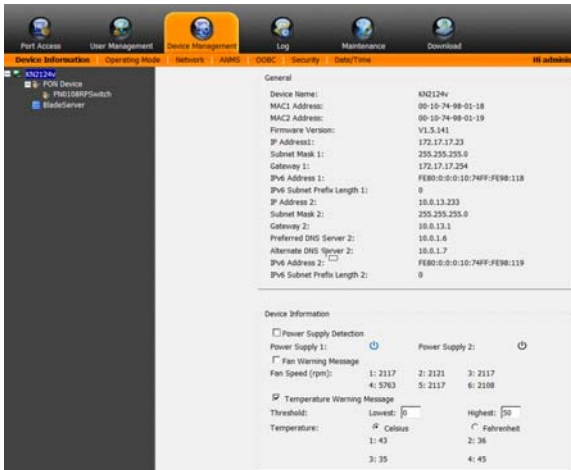 Port Access User Management Device Management Log Maintenance Download
Device Information Operating Mode Network ANMS OOBC Security Date/Time Hi admini
KN2124v
PON Device
PN0108RPSwitch
BladeServer
General
Device Name: KN2124v
MAC1 Address: 00-10-74-98-01-18
MAC2 Address: 00-10-74-98-01-19
Firmware Version: V1.5.141
IP Address1: 172.17.17.23
Subnet Mask 1: 255.255.255.0
Gateway 1: 172.17.17.254
IPv6 Address 1: FE80:0:0:0:10:74FF:FE98:118
IPv6 Subnet Prefix Length 1: 0
IP Address 2: 10.0.13.233
Subnet Mask 2: 255.255.255.0
Gateway 2: 10.0.13.1
Preferred DNS Server 2: 10.0.1.6
Alternate DNS Server 2: 10.0.1.7
IPv6 Address 2: FE80:0:0:0:10:74FF:FE98:119
IPv6 Subnet Prefix Length 2: 0
Device Information
Power Supply Detection
Power Supply 1: Power Supply 2:
Fan Warning Message
Fan Speed (rpm): 1: 2117 2: 2121 3: 2117
4: 5763 5: 2117 6: 2108
Temperature Warning Message
Threshold: Lowest: 0 Highest: 50
Temperature: Celsius Fahrenheit
1: 43 2: 36
3: 35 4: 45